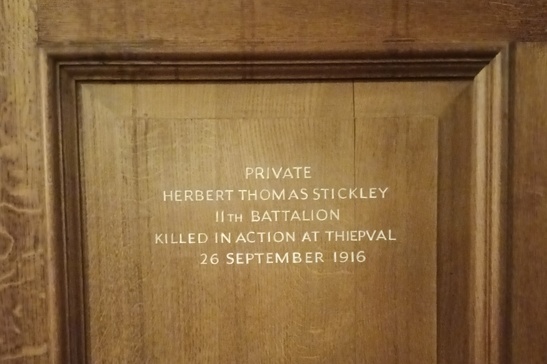 PRIVATE
HERBERT THOMAS STICKLEY
11TH BATTALION
KILLED IN ACTION AT THIEPVAL
26 SEPTEMBER 1916